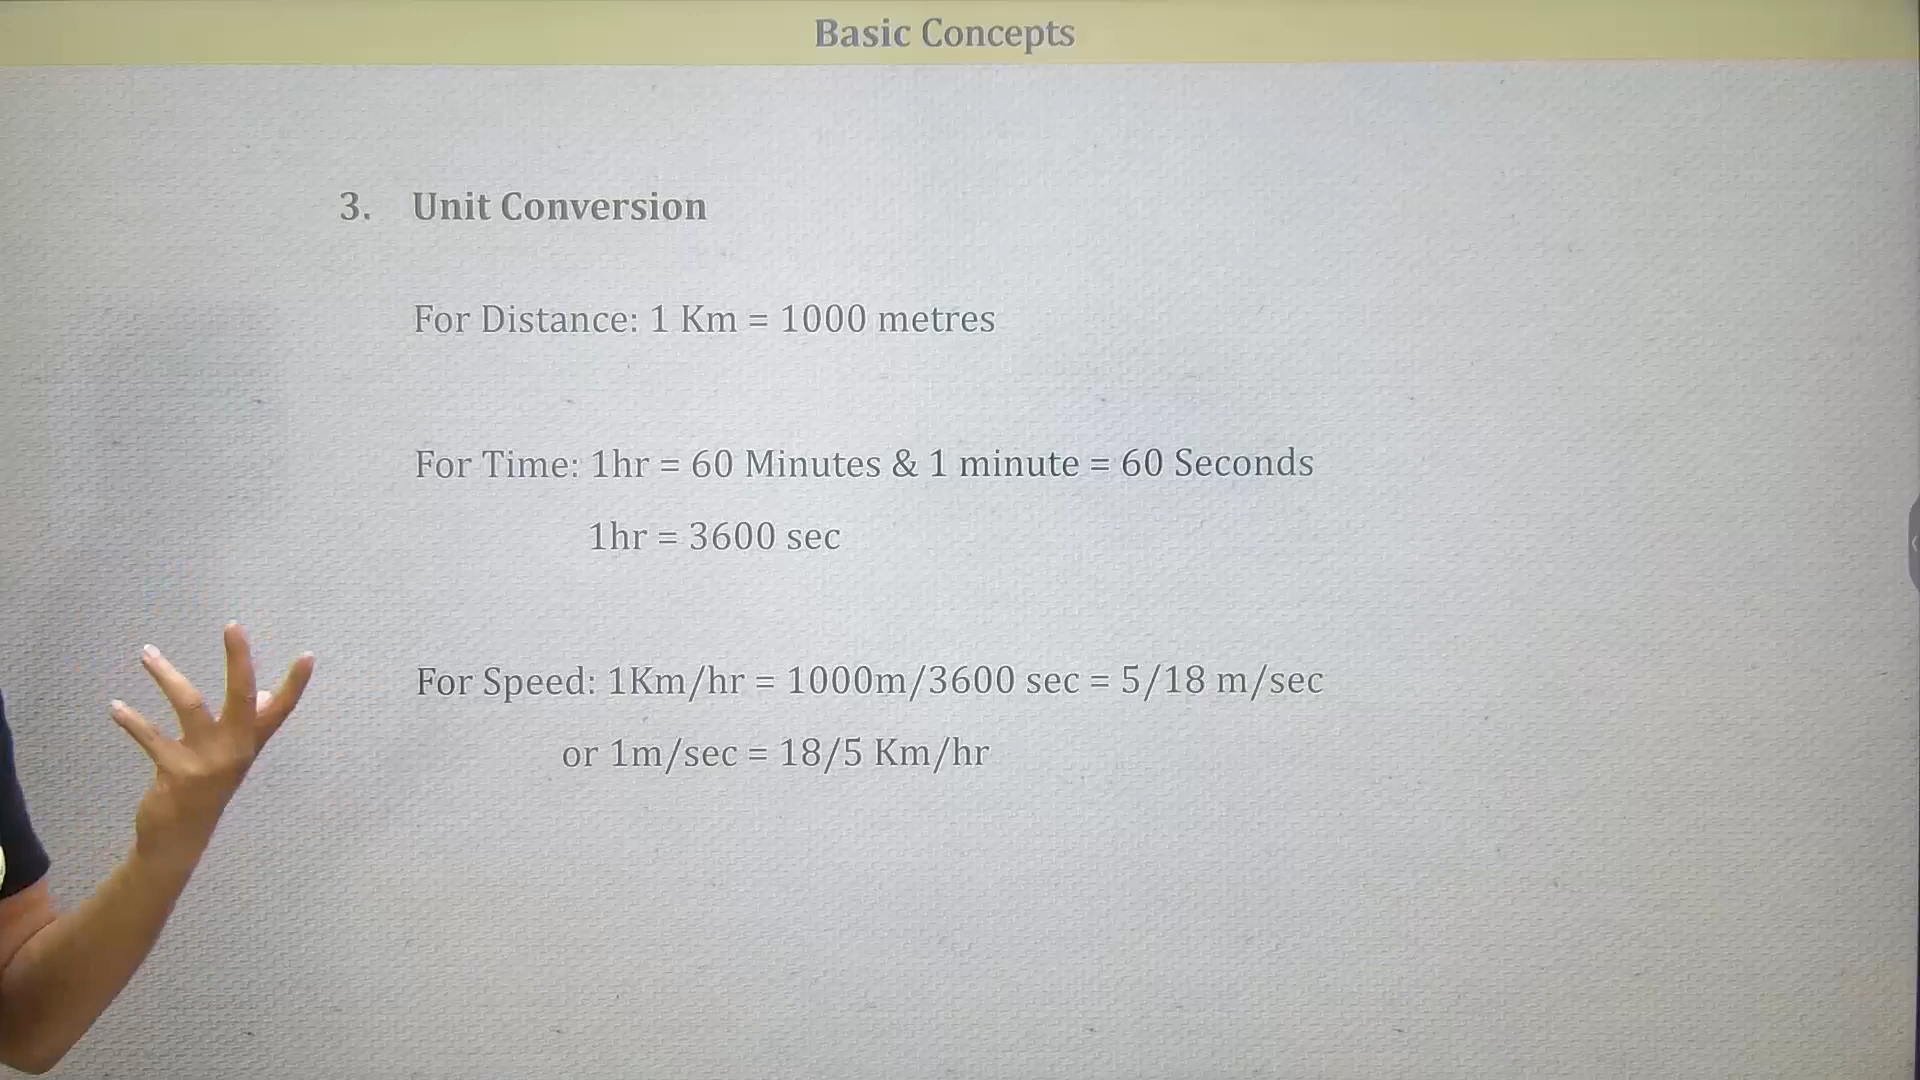 Basic Concepts
3. Unit Conversion
For Distance: 1 Km = 1000 metres
For Time: 1hr = 60 Minutes & 1 minute = 60 Seconds
1hr = 3600 sec
For Speed: 1Km/hr = 1000m/3600 sec = 5/18 m/sec
or 1m/sec = 18/5 Km/hr